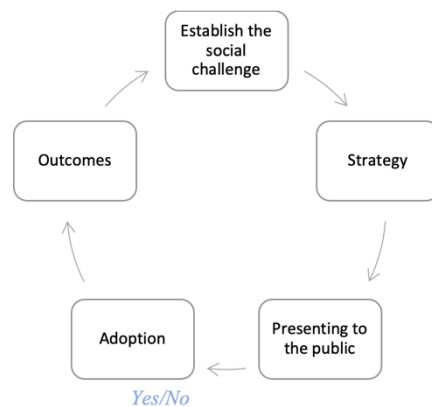 Establish the
social
challenge
Strategy
Presenting to
the public
Adoption
Yes/No
Outcomes